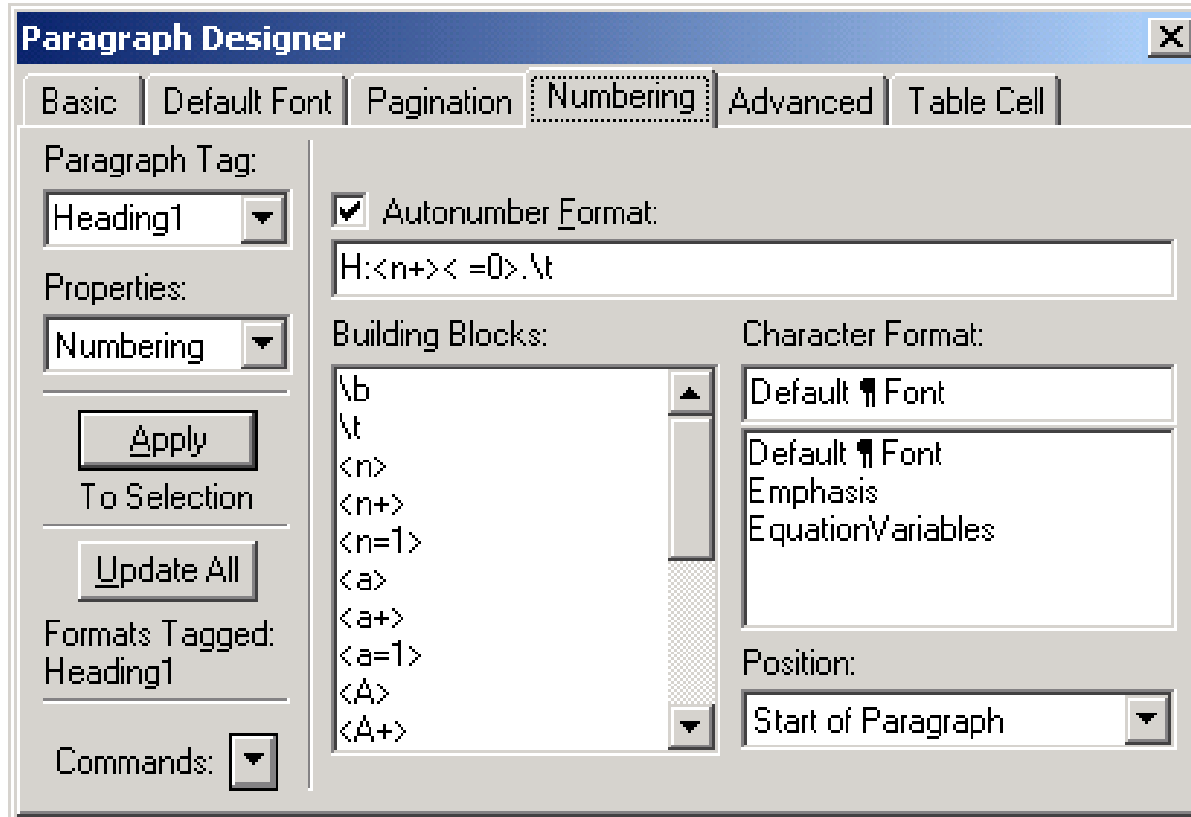 Paragraph Designer
Basic
Default Font
Pagination
Numbering
Advanced
Table Cell
Paragraph Tag:
Heading1
Properties:
Numbering
Apply
To Selection
Update All
Formats Tagged:
Heading1
Commands:
Autonumber Format:
H:<n+>< =0>.\t
Building Blocks:
\b
\t
<n>
<n+>
<n=1>
<a>
<a+>
<a=1>
<A>
<A+>
Character Format:
Default ¶ Font
Default ¶ Font
Emphasis
EquationVariables
Position:
Start of Paragraph